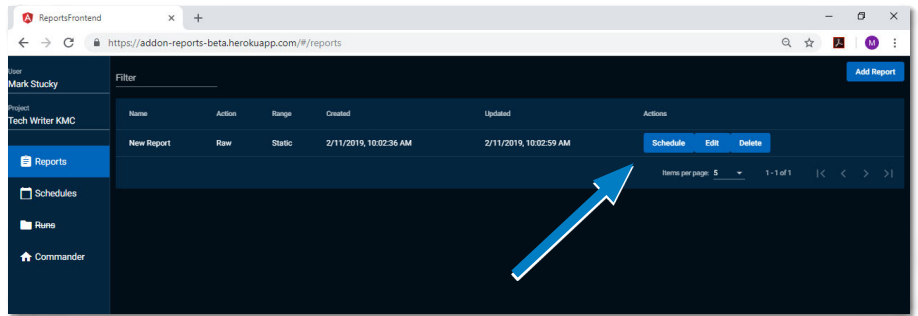 ReportsFrontend
https://addon-reports-beta.herokuapp.com/#/reports
M
User
Mark Stucky
Project
Tech Writer KMC
Reports
Schedules
Runs
Commander
Filter
Add Report
Name Action Range Created Updated Actions
New Report Raw Static 2/11/2019, 10:02:36 AM 2/11/2019, 10:02:59 AM Schedule Edit Delete
Items per page: 5 1 - 1 of 1